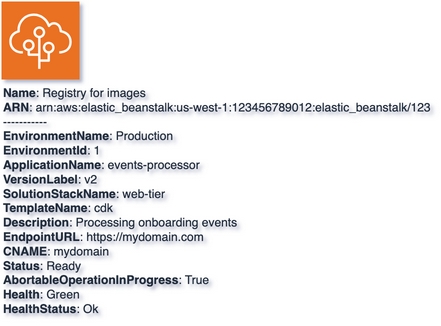 Name: Registry for images
ARN: arn:aws:elastic_beanstalk:us-west-1:123456789012:elastic_beanstalk/123
-----------
EnvironmentName: Production
EnvironmentId: 1
ApplicationName: events-processor
VersionLabel: v2
SolutionStackName: web-tier
TemplateName: cdk
Description: Processing onboarding events
EndpointURL: https://mydomain.com
CNAME: mydomain
Status: Ready
AbortableOperationInProgress: True
Health: Green
HealthStatus: Ok